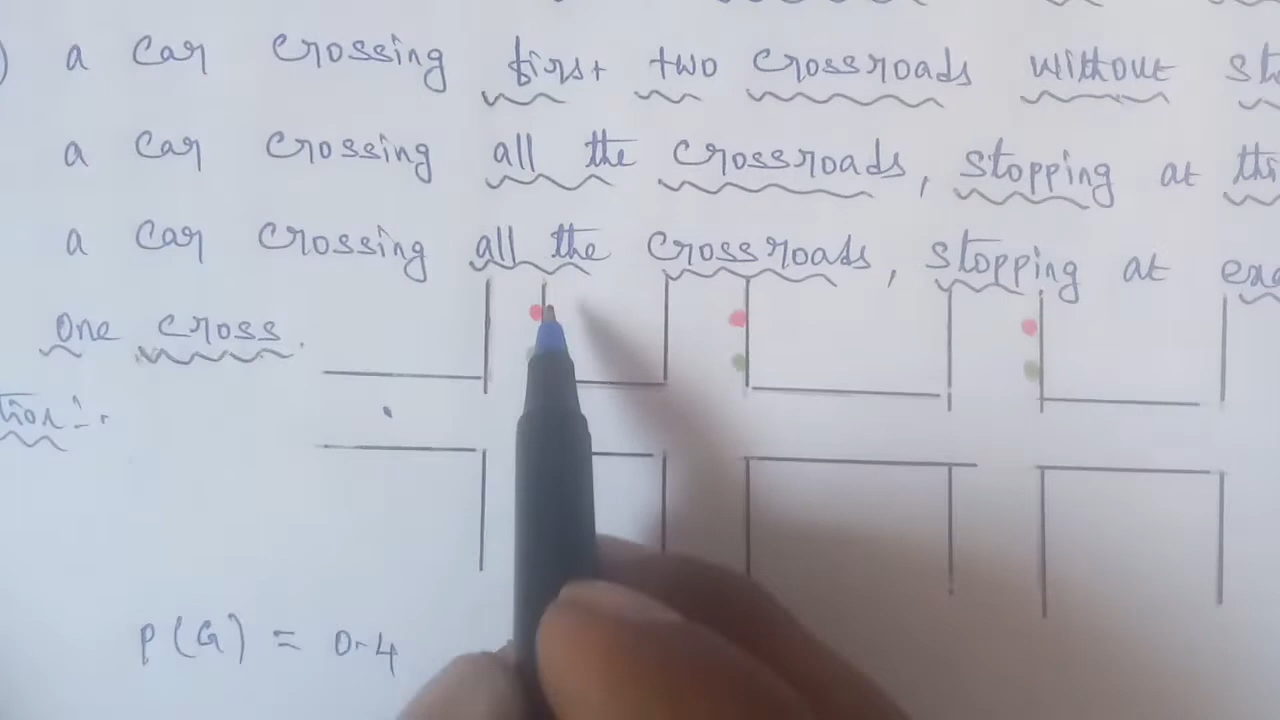 ) a car crossing first two crossroads without
a car crossing all the crossroads, stopping at
a car crossing all the crossroads, stopping at
one cross.
P(G) = 0.4